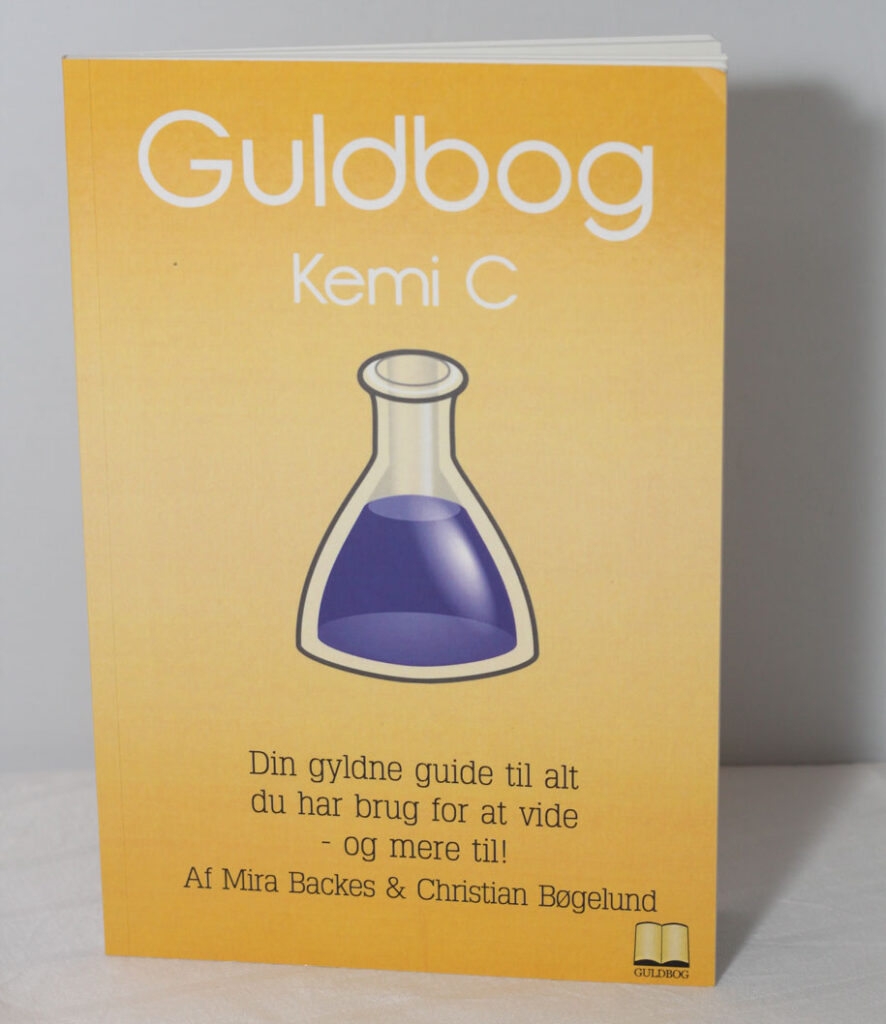 Guldbog
Kemi C
Din gyldne guide til alt
du har brug for at vide
- og mere til!
Af Mira Backes & Christian Bøgelund
GULDBOG